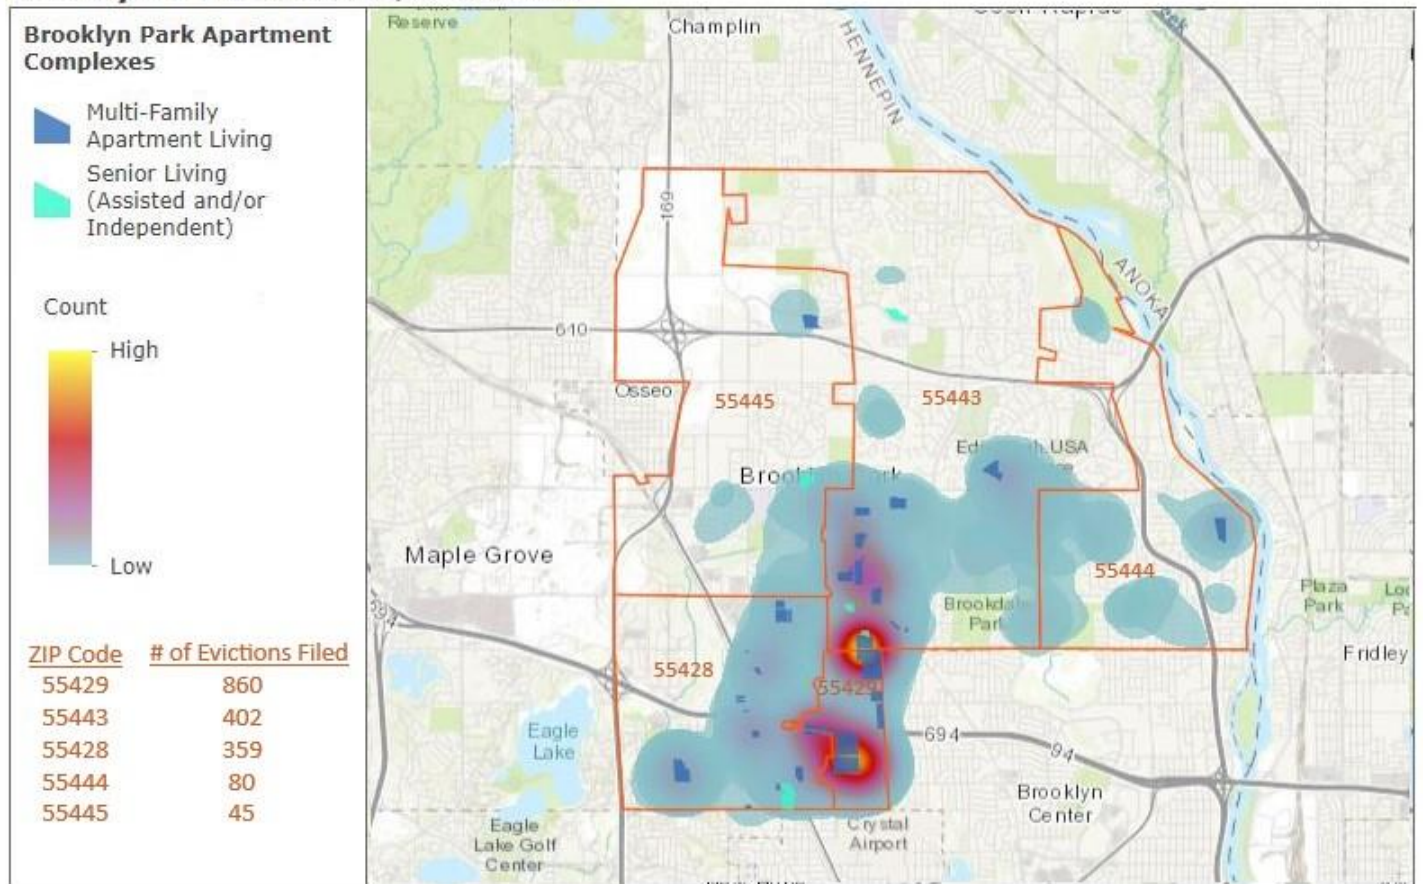 Brooklyn Park Apartment
Complexes
Multi-Family
Apartment Living
Senior Living
(Assisted and/or
Independent)
Count
High
Low
ZIP Code # of Evictions Filed
55429 860
55443 402
55428 359
55444 80
55445 45
Reserve
Champlin
HENNEPIN
169
ANOKA
610
Osseo
55445
55443
USA
Maple Grove
55444
Brookdale
Park
Plaza
Park
Fridley
694
55428
55429
Eagle
Lake
694
94
Brooklyn
Center
Eagle
Lake Golf
Center
Crystal
Airport